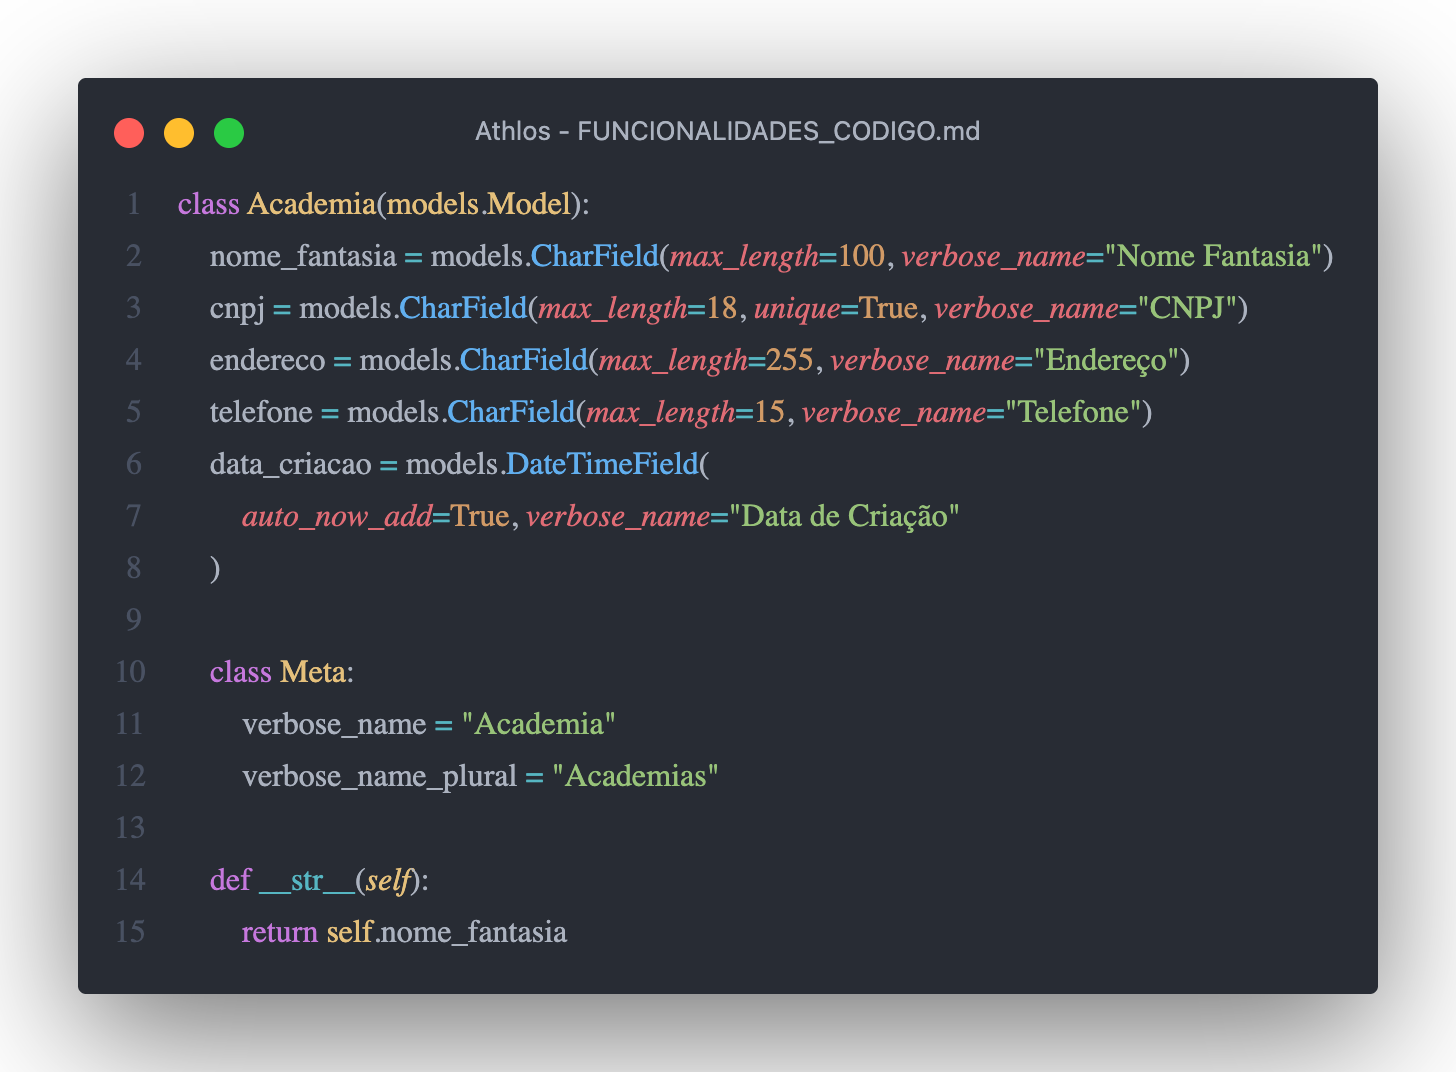 Athlos - FUNCIONALIDADES_CODIGO.md
1 class Academia(models.Model):
2 nome_fantasia = models.CharField(max_length=100, verbose_name="Nome Fantasia")
3 cnpj = models.CharField(max_length=18, unique=True, verbose_name="CNPJ")
4 endereco = models.CharField(max_length=255, verbose_name="Endereço")
5 telefone = models.CharField(max_length=15, verbose_name="Telefone")
6 data_criacao = models.DateTimeField(
7 auto_now_add=True, verbose_name="Data de Criação"
8 )
9
10 class Meta:
11 verbose_name = "Academia"
12 verbose_name_plural = "Academias"
13
14 def __str__(self):
15 return self.nome_fantasia